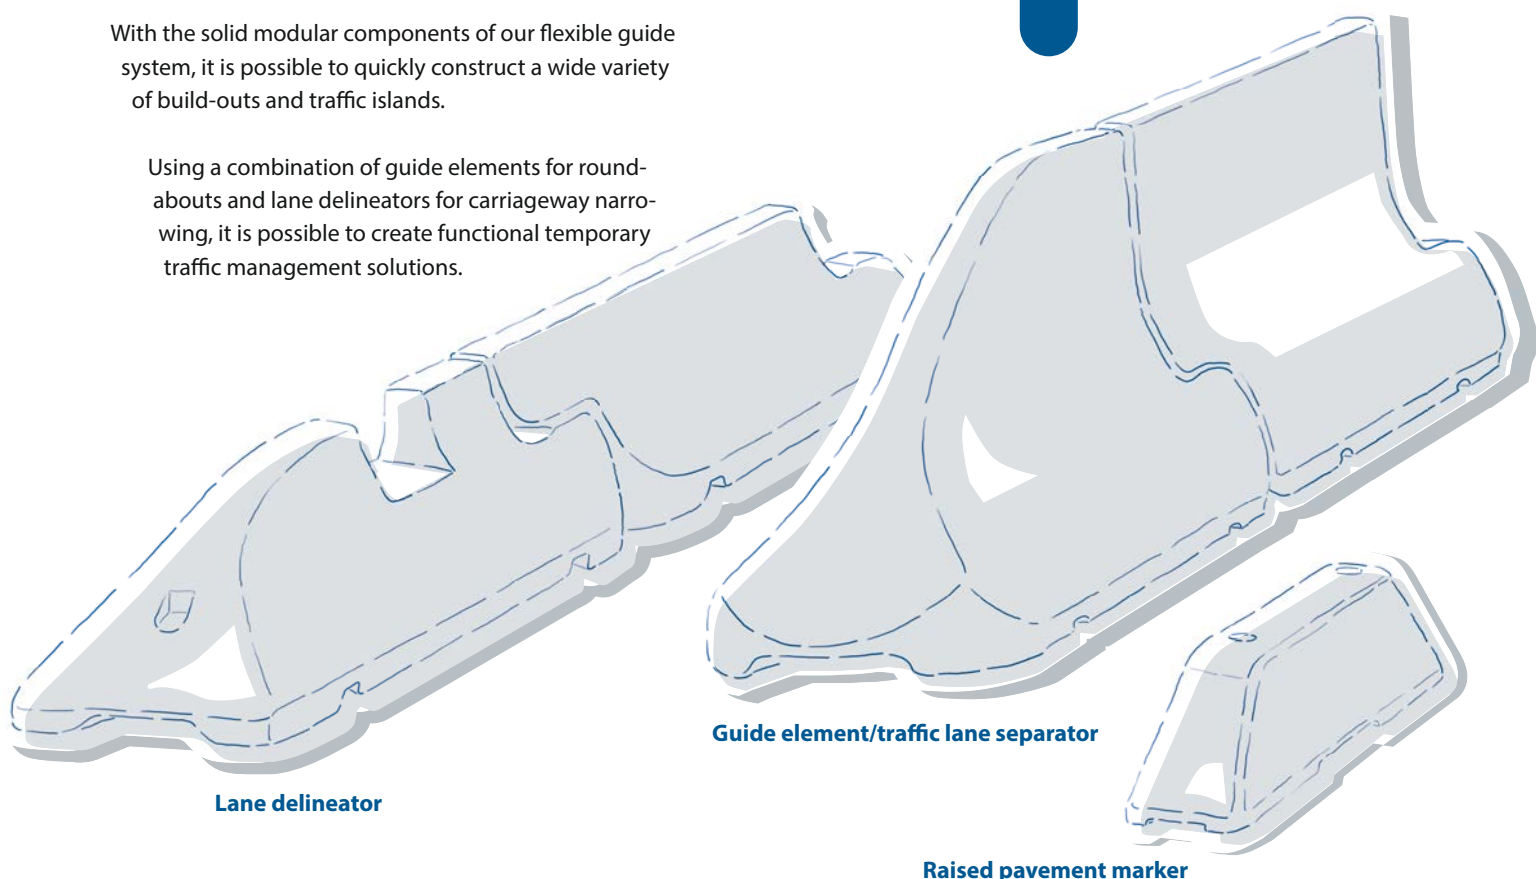 With the solid modular components of our flexible guide
system, it is possible to quickly construct a wide variety
of build-outs and traffic islands.
Using a combination of guide elements for round-
abouts and lane delineators for carriageway narro-
wing, it is possible to create functional temporary
traffic management solutions.
Guide element/traffic lane separator
Lane delineator
Raised pavement marker